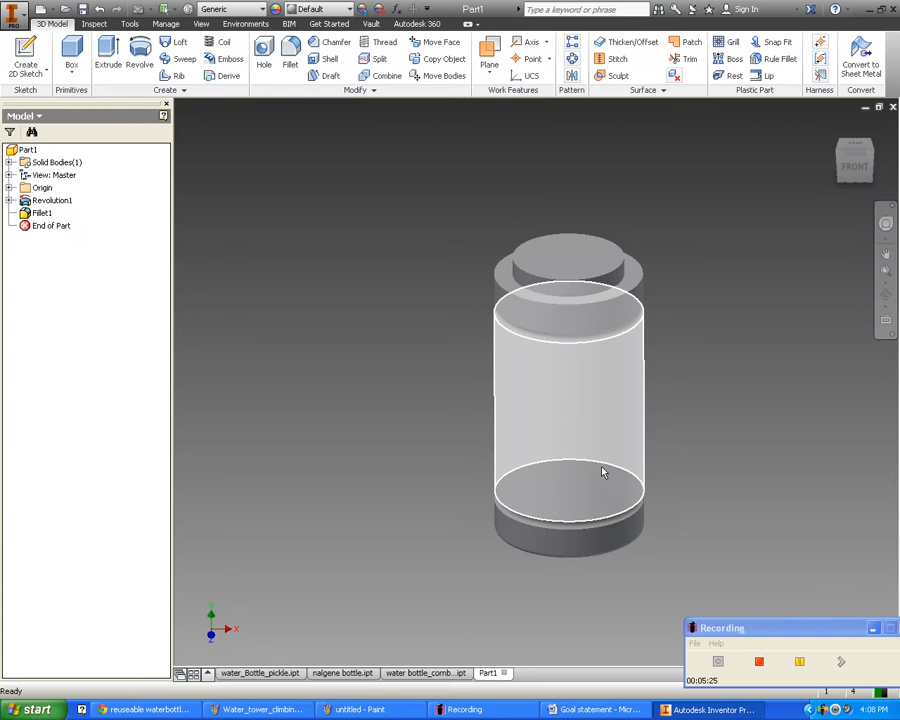 PRO
Generic
Default
Part1
Type a keyword or phrase
Sign In
3D Model
Inspect
Tools
Manage
View
Environments
BIM
Get Started
Vault
Autodesk 360
Create
2D Sketch
Box
Extrude
Revolve
Loft
Coil
Sweep
Emboss
Rib
Derive
Hole
Fillet
Chamfer
Thread
Move Face
Shell
Split
Copy Object
Draft
Combine
Move Bodies
Plane
Axis
Point
UCS
Thicken/Offset
Patch
Stitch
Trim
Sculpt
Grill
Snap Fit
Boss
Rule Fillet
Rest
Lip
Convert to
Sheet Metal
Sketch
Primitives
Create
Modify
Work Features
Pattern
Surface
Plastic Part
Harness
Convert
Model
Part1
Solid Bodies(1)
View: Master
Origin
Revolution1
Fillet1
End of Part
FRONT
X
Z
Recording
File Help
00:05:25
water_Bottle_pickle.ipt
nalgene bottle.ipt
water bottle_comb...ipt
Part1
Ready
1
4
start
reusable waterbottl...
Water_tower_climbin...
untitled - Paint
Recording
Goal statement - Micr...
Autodesk Inventor Pr...
4:08 PM